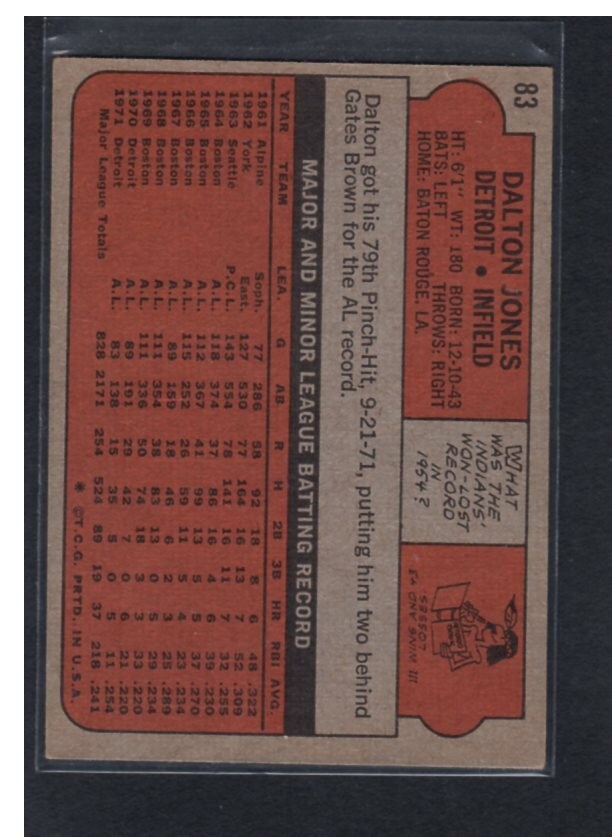 83
DALTON JONES
DETROIT • INFIELD
HT: 6'1" WT: 180 BORN: 12-10-43
BATS: LEFT THROWS: RIGHT
HOME: BATON ROUGE, LA.
WHAT
WAS THE
INDIANS'
WON-LOST
RECORD
IN
1954?
111 WINS AND 43
LOSSES
Dalton got his 79th Pinch-Hit, 9-21-71, putting him two behind
Gates Brown for the AL record.
MAJOR AND MINOR LEAGUE BATTING RECORD
YEAR TEAM LEA. G AB R H 2B 3B HR RBI AVG.
1961 Alpine Soph. 77 286 58 92 18 8 6 48 .322
1962 York East. 127 530 77 164 16 13 7 52 .309
1963 Seattle P.C.L. 143 554 78 141 16 11 7 32 .255
1964 Boston A.L. 118 374 37 86 16 4 6 39 .230
1965 Boston A.L. 112 367 41 99 13 5 5 37 .270
1966 Boston A.L. 115 252 26 59 11 5 4 23 .234
1967 Boston A.L. 89 159 18 46 6 2 3 25 .289
1968 Boston A.L. 111 354 38 83 13 0 5 29 .234
1969 Boston A.L. 111 336 50 74 18 3 3 33 .220
1970 Detroit A.L. 89 191 29 42 7 0 6 21 .220
1971 Detroit A.L. 83 138 15 35 5 0 5 11 .254
Major League Totals 828 2171 254 524 89 19 37 218 .241
* ©T.C.G. PRTD. IN U.S.A.